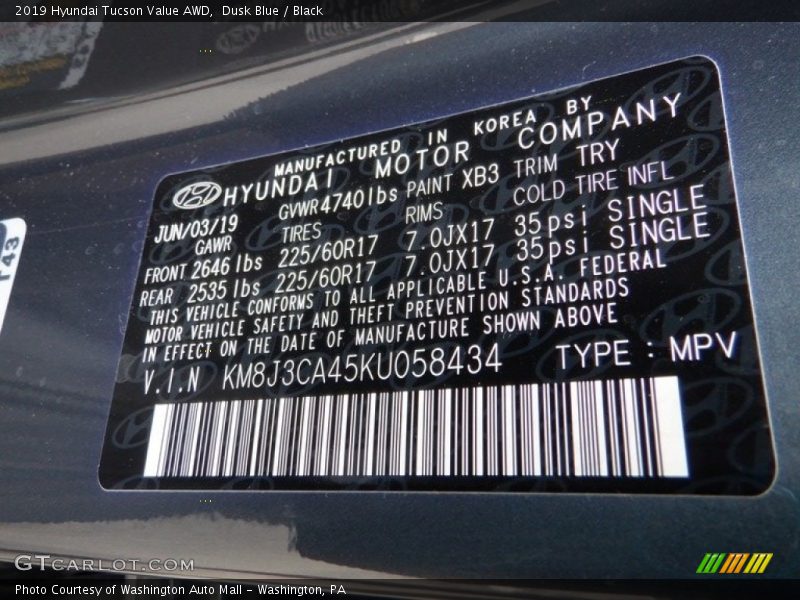 2019 Hyundai Tucson Value AWD, Dusk Blue / Black
MANUFACTURED IN KOREA BY
HYUNDAI MOTOR COMPANY
JUN/03/19 GVWR 4740lbs PAINT XB3 TRIM TRY
GAWR TIRES RIMS COLD TIRE INFL
FRONT 2646 lbs 225/60R17 7.0JX17 35psi SINGLE
REAR 2535 lbs 225/60R17 7.0JX17 35psi SINGLE
THIS VEHICLE CONFORMS TO ALL APPLICABLE U.S.A. FEDERAL
MOTOR VEHICLE SAFETY AND THEFT PREVENTION STANDARDS
IN EFFECT ON THE DATE OF MANUFACTURE SHOWN ABOVE
V.I.N KM8J3CA45KU058434 TYPE : MPV
GTCARLOT.COM
Photo Courtesy of Washington Auto Mall - Washington, PA